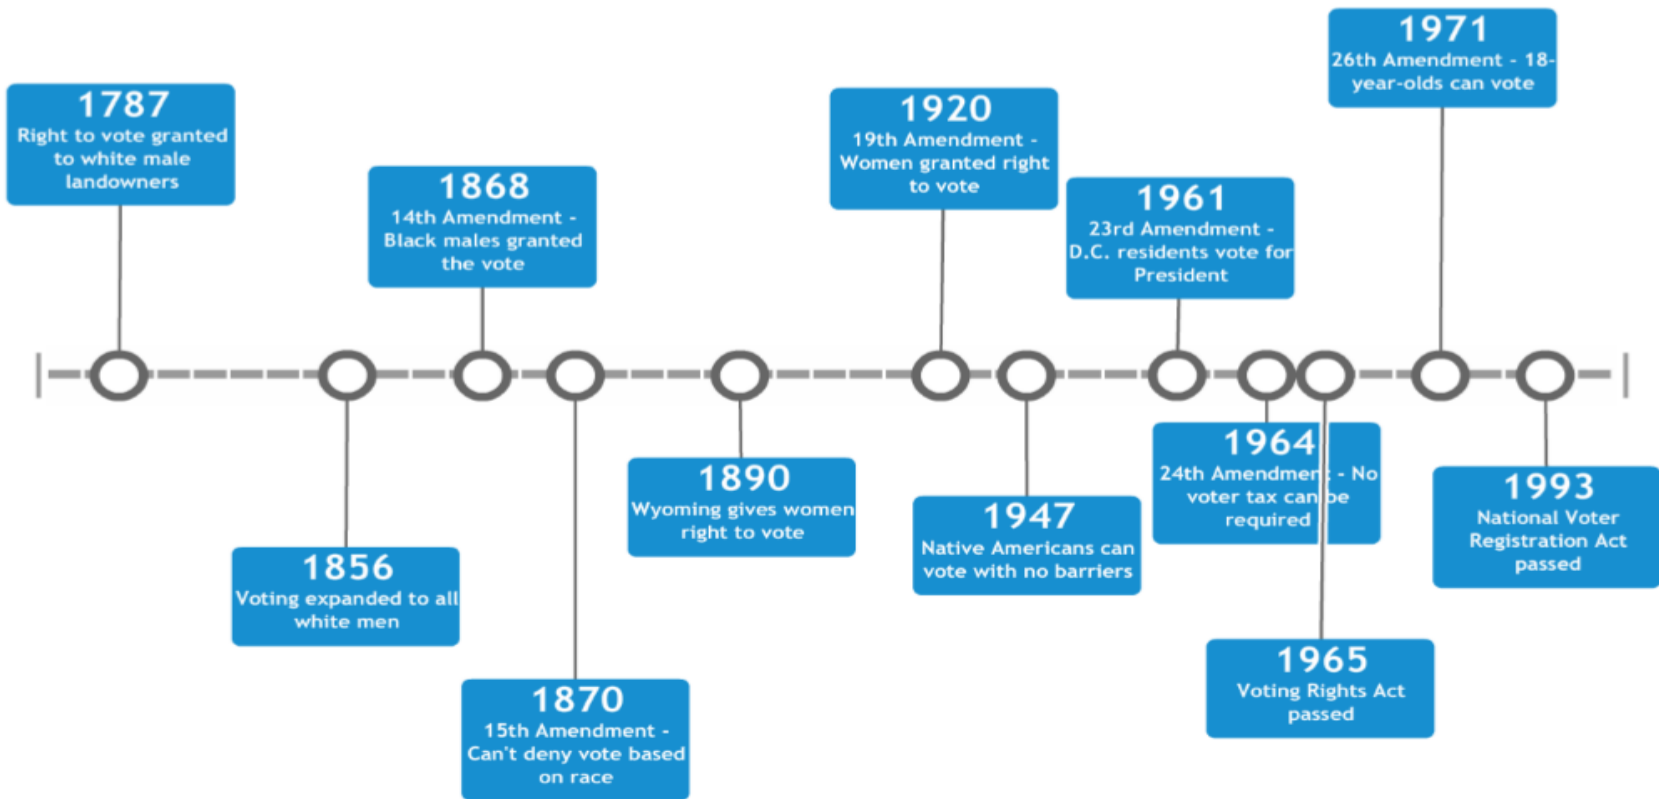 1787
Right to vote granted
to white male
landowners
1856
Voting expanded to all
white men
1868
14th Amendment -
Black males granted
the vote
1870
15th Amendment -
Can't deny vote based
on race
1890
Wyoming gives women
right to vote
1920
19th Amendment -
Women granted right
to vote
1947
Native Americans can
vote with no barriers
1961
23rd Amendment -
D.C. residents vote for
President
1964
24th Amendment - No
voter tax can be
required
1965
Voting Rights Act
passed
1971
26th Amendment - 18-
year-olds can vote
1993
National Voter
Registration Act
passed